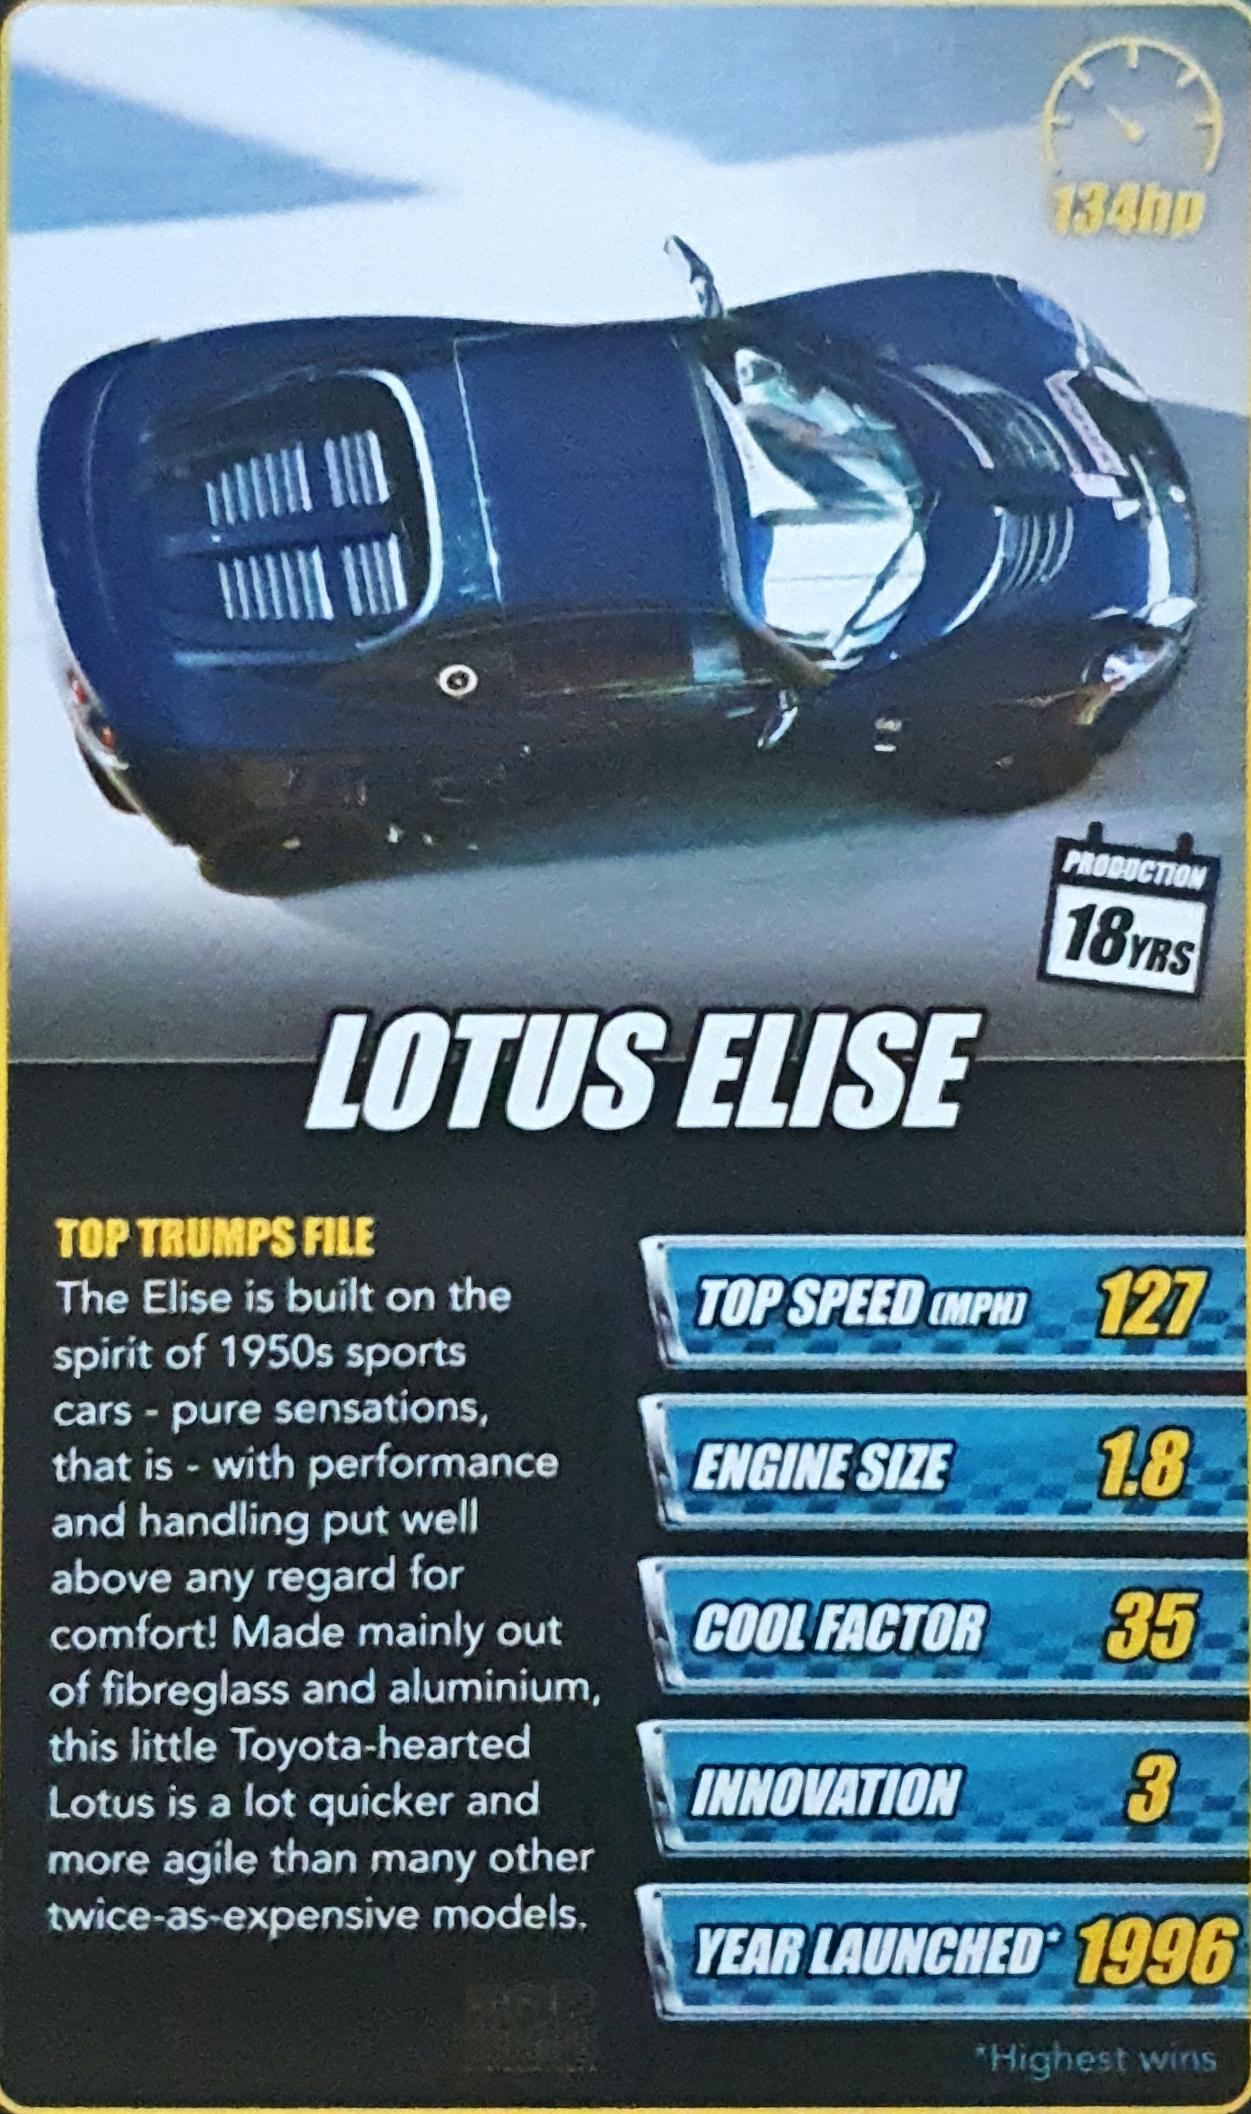 134hp
PRODUCTION
18YRS
LOTUS ELISE
TOP TRUMPS FILE
The Elise is built on the
spirit of 1950s sports
cars - pure sensations,
that is - with performance
and handling put well
above any regard for
comfort! Made mainly out
of fibreglass and aluminium,
this little Toyota-hearted
Lotus is a lot quicker and
more agile than many other
twice-as-expensive models.
TOP SPEED (MPH) 127
ENGINE SIZE 1.8
COOL FACTOR 35
INNOVATION 3
YEAR LAUNCHED* 1996
*Highest wins